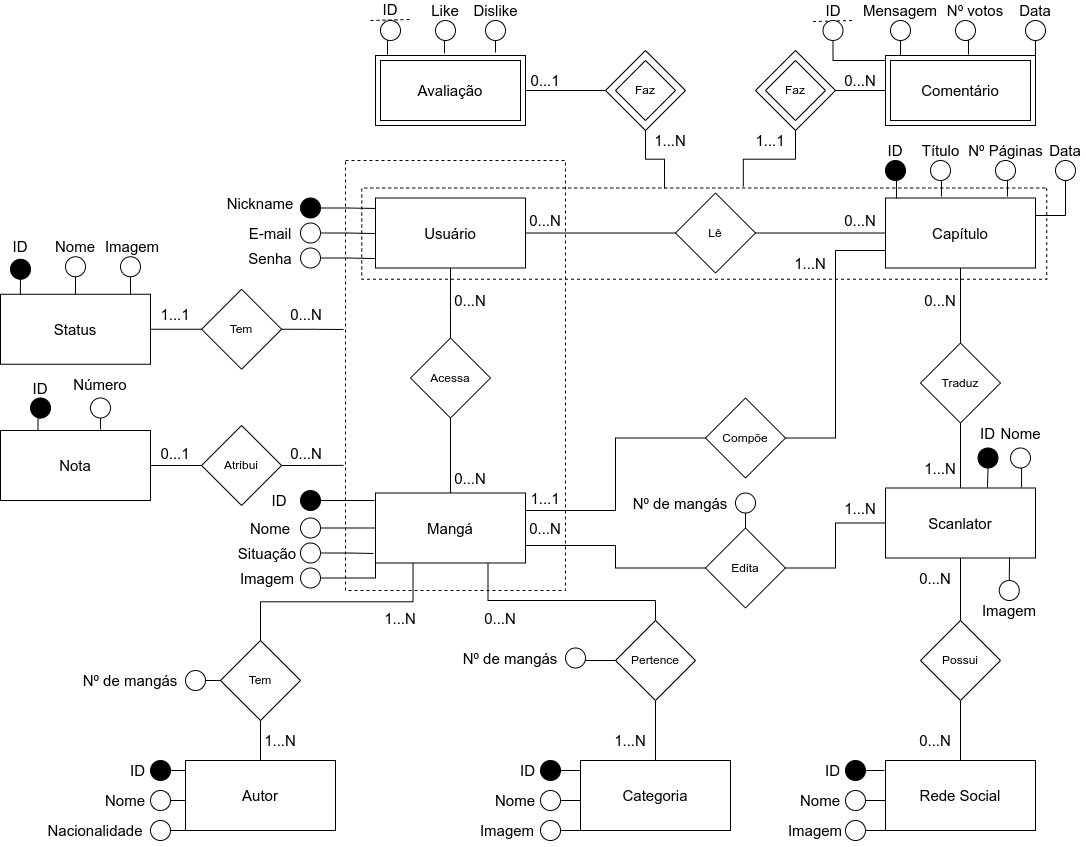 ID
Like
Dislike
Avaliação
0...1
Faz
1...N
ID
Mensagem
Nº votos
Data
Faz
0...N
Comentário
1...1
ID
Título
Nº Páginas
Data
Nickname
E-mail
Senha
Usuário
0...N
Lê
0...N
Capítulo
1...N
ID
Nome
Imagem
Status
1...1
Tem
0...N
0...N
Acessa
0...N
0...N
Traduz
1...N
ID
Número
Nota
0...1
Atribui
0...N
Compõe
ID
Nome
Situação
Imagem
Mangá
1...1
0...N
Nº de mangás
Edita
1...N
ID
Nome
Scanlator
Imagem
0...N
1...N
0...N
Nº de mangás
Tem
1...N
Nº de mangás
Pertence
1...N
Possui
0...N
ID
Nome
Nacionalidade
Autor
ID
Nome
Imagem
Categoria
ID
Nome
Imagem
Rede Social